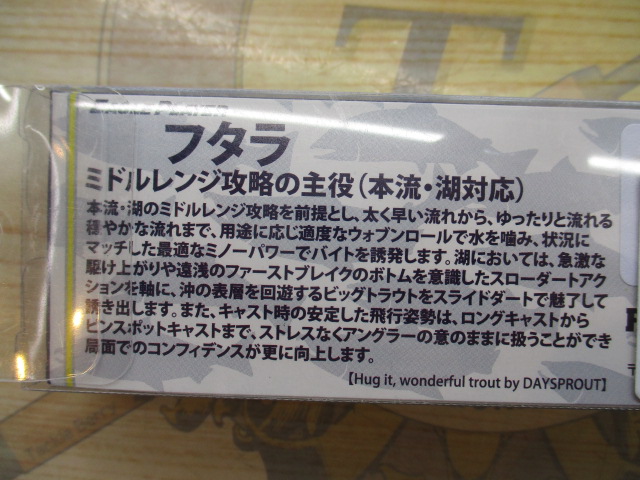 フタラ
ミドルレンジ攻略の主役（本流・湖対応）
本流・湖のミドルレンジ攻略を前提とし、太く早い流れから、ゆったりと流れる
穏やかな流れまで、用途に応じ適度なウォブンロールで水を噛み、状況に
マッチした最適なミノーパワーでバイトを誘発します。湖においては、急激な
駆け上がりや遠浅のファーストブレイクのボトムを意識したスローダートアク
ションを軸に、沖の表層を回遊するビッグトラウトをスライドダートで魅了して
誘き出します。また、キャスト時の安定した飛行姿勢は、ロングキャストから
ピンスポットキャストまで、ストレスなくアングラーの意のままに扱うことができ
局面でのコンフィデンスが更に向上します。
【Hug it, wonderful trout by DAYSPROUT】